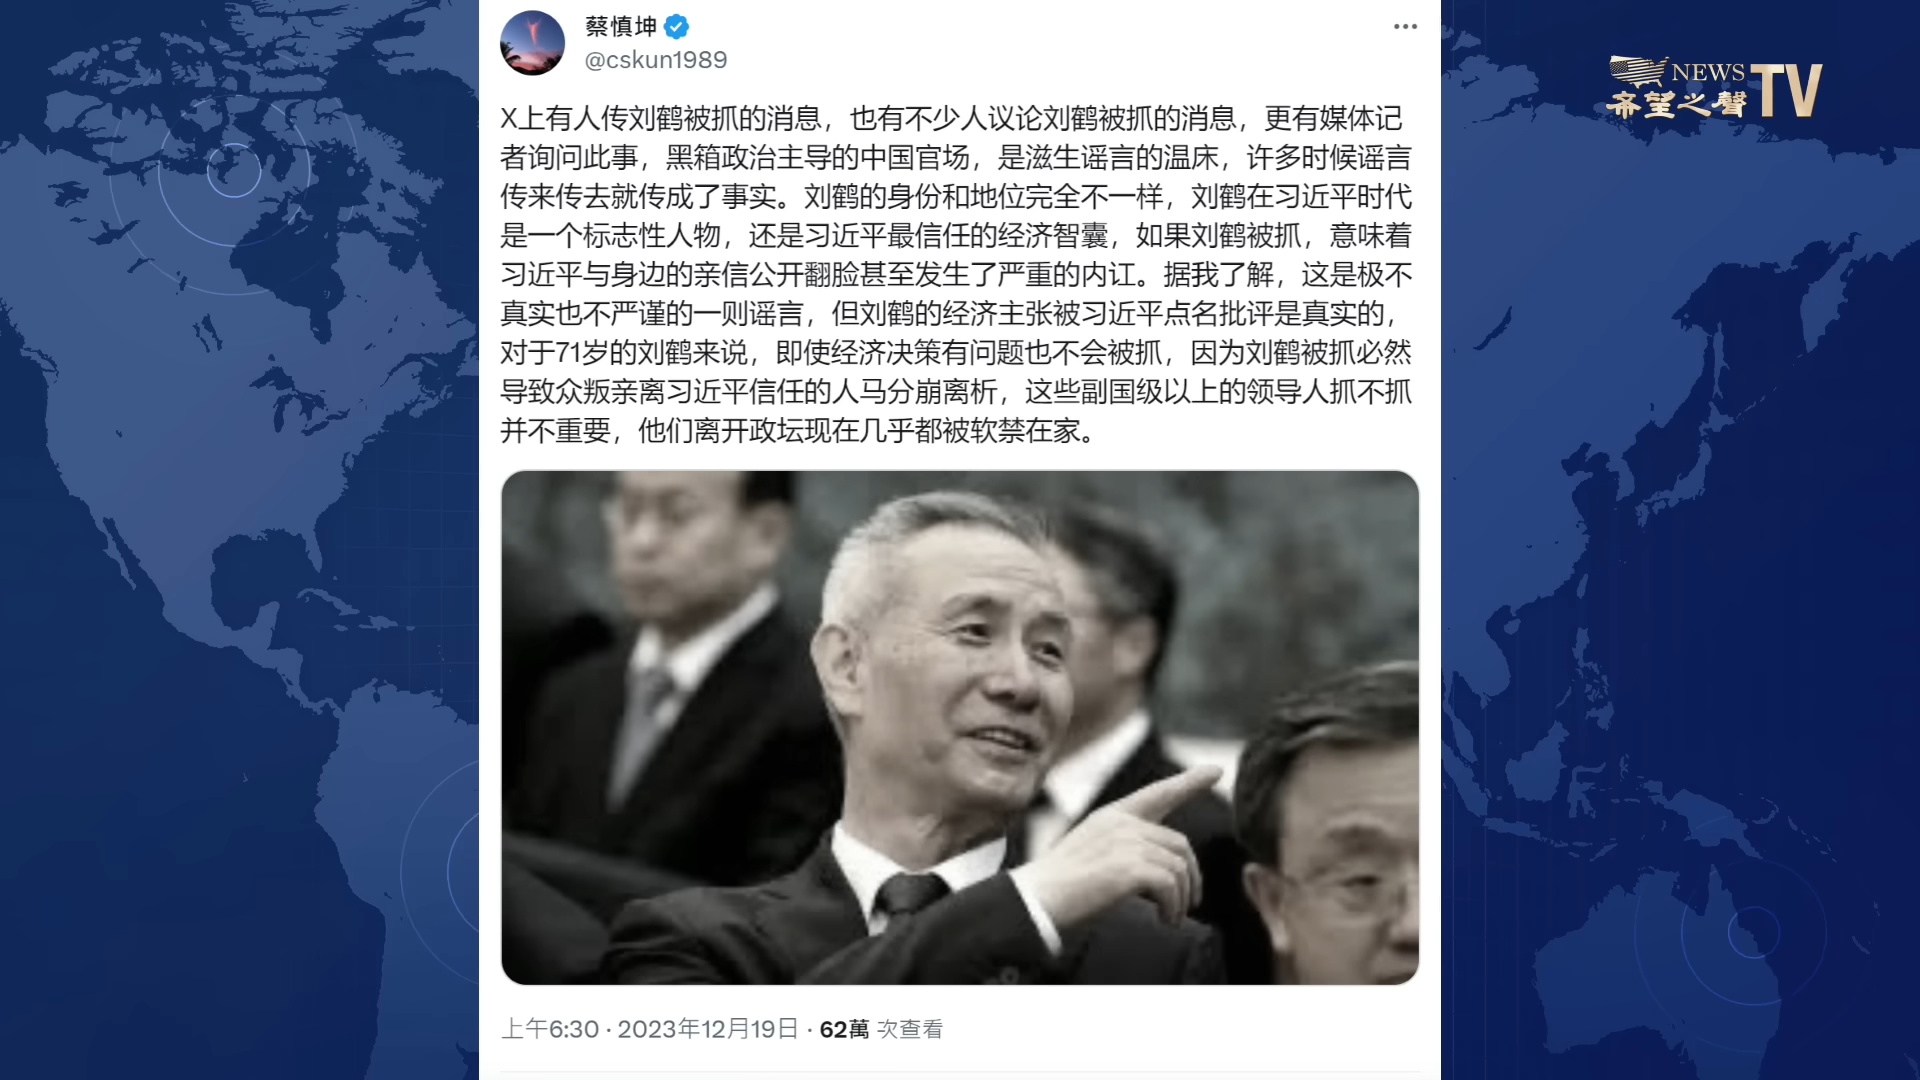 蔡慎坤
@cskun1989
NEWS
希望之聲
TV
X上有人传刘鹤被抓的消息，也有不少人议论刘鹤被抓的消息，更有媒体记
者询问此事，黑箱政治主导的中国官场，是滋生谣言的温床，许多时候谣言
传来传去就传成了事实。刘鹤的身份和地位完全不一样，刘鹤在习近平时代
是一个标志性人物，还是习近平最信任的经济智囊，如果刘鹤被抓，意味着
习近平与身边的亲信公开翻脸甚至发生了严重的内讧。据我了解，这是极不
真实也不严谨的一则谣言，但刘鹤的经济主张被习近平点名批评是真实的，
对于71岁的刘鹤来说，即使经济决策有问题也不会被抓，因为刘鹤被抓必然
导致众叛亲离习近平信任的人马分崩离析，这些副国级以上的领导人抓不抓
并不重要，他们离开政坛现在几乎都被软禁在家。
上午6:30 · 2023年12月19日 · 62萬 次查看